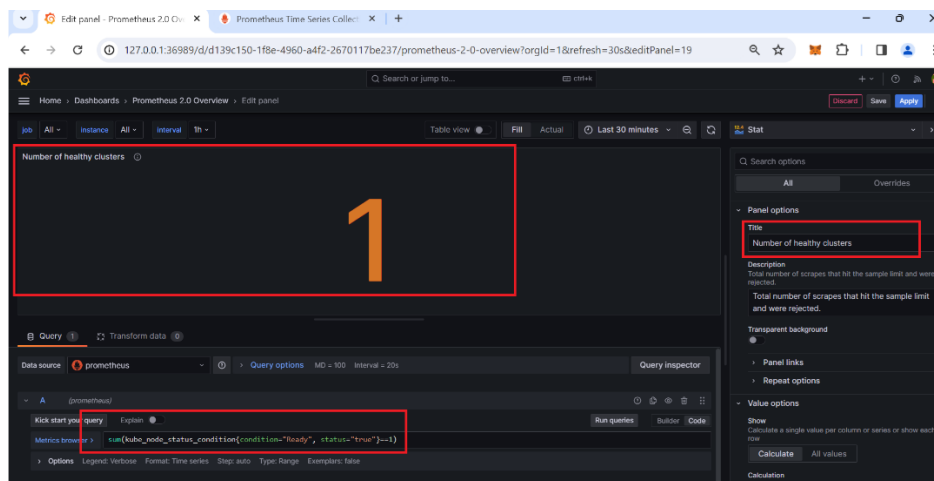 Edit panel - Prometheus 2.0 Ov
Prometheus Time Series Collect
127.0.0.1:36989/d/d139c150-1f8e-4960-a4f2-2670117be237/prometheus-2-0-overview?orgId=1&refresh=30s&editPanel=19
Search or jump to...
ctrl+k
Home › Dashboards › Prometheus 2.0 Overview › Edit panel
Discard Save Apply
job All instance All interval 1h
Table view Fill Actual Last 30 minutes
Stat
Number of healthy clusters
1
Search options
All Overrides
Panel options
Title
Number of healthy clusters
Description
Total number of scrapes that hit the sample limit and were
rejected.
Total number of scrapes that hit the sample limit
and were rejected.
Transparent background
Panel links
Repeat options
Value options
Show
Calculate a single value per column or series or show each
row
Calculate All values
Calculation
Query 1 Transform data 0
Data source prometheus Query options MD = 100 Interval = 20s Query inspector
A (prometheus)
Kick start your query Explain Run queries Builder Code
Metrics browser > sum(kube_node_status_condition{condition="Ready", status="true"}==1)
Options Legend: Verbose Format: Time series Step: auto Type: Range Exemplars: false